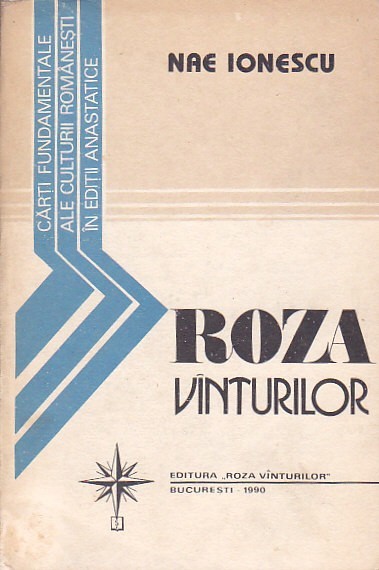 NAE IONESCU
CĂRȚI FUNDAMENTALE
ALE CULTURII ROMÂNEȘTI
ÎN EDIȚII ANASTATICE
ROZA
VÎNTURILOR
EDITURA „ROZA VÎNTURILOR"
BUCUREȘTI - 1990